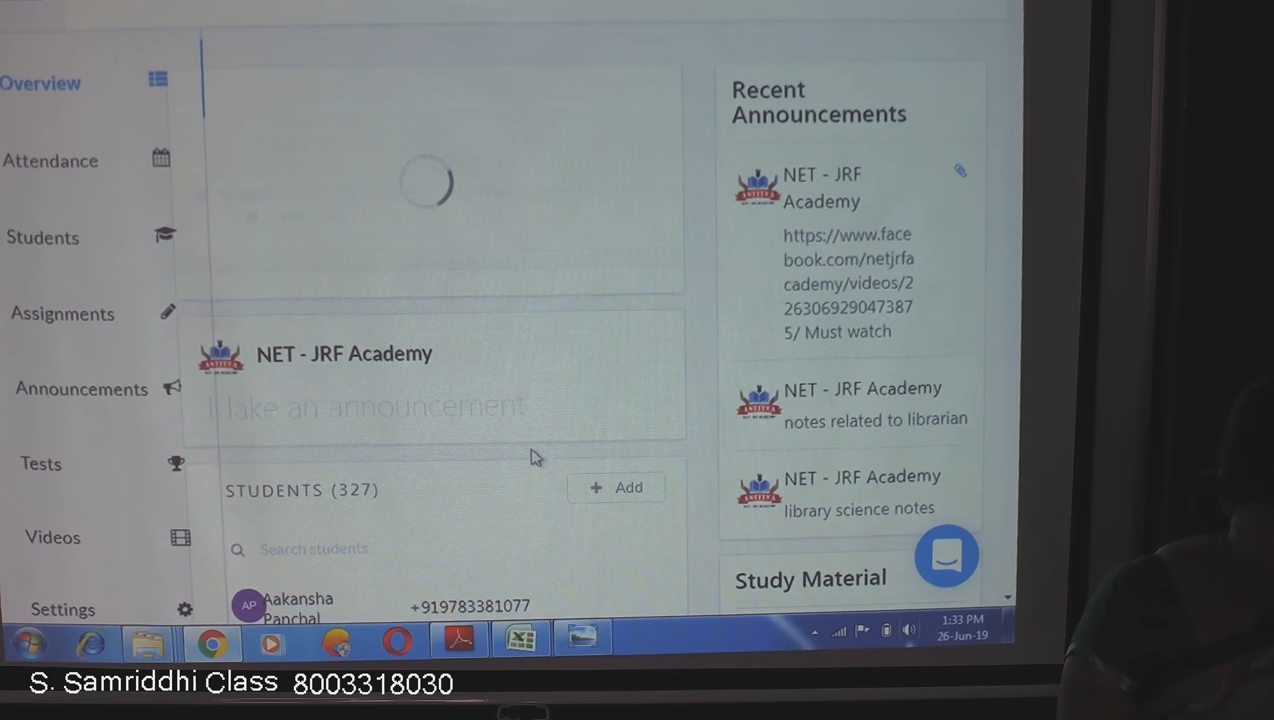 Overview
Attendance
Students
Assignments
Announcements
Tests
Videos
Settings
NET - JRF Academy
Make an announcement
STUDENTS (327)
+ Add
Search students
AP
Aakansha
Panchal
+919783381077
Recent
Announcements
NET - JRF
Academy
https://www.face
book.com/netjrfa
cademy/videos/2
26306929047387
5/ Must watch
NET - JRF Academy
notes related to librarian
NET - JRF Academy
library science notes
Study Material
1:33 PM
26-Jun-19
S. Samriddhi Class 8003318030